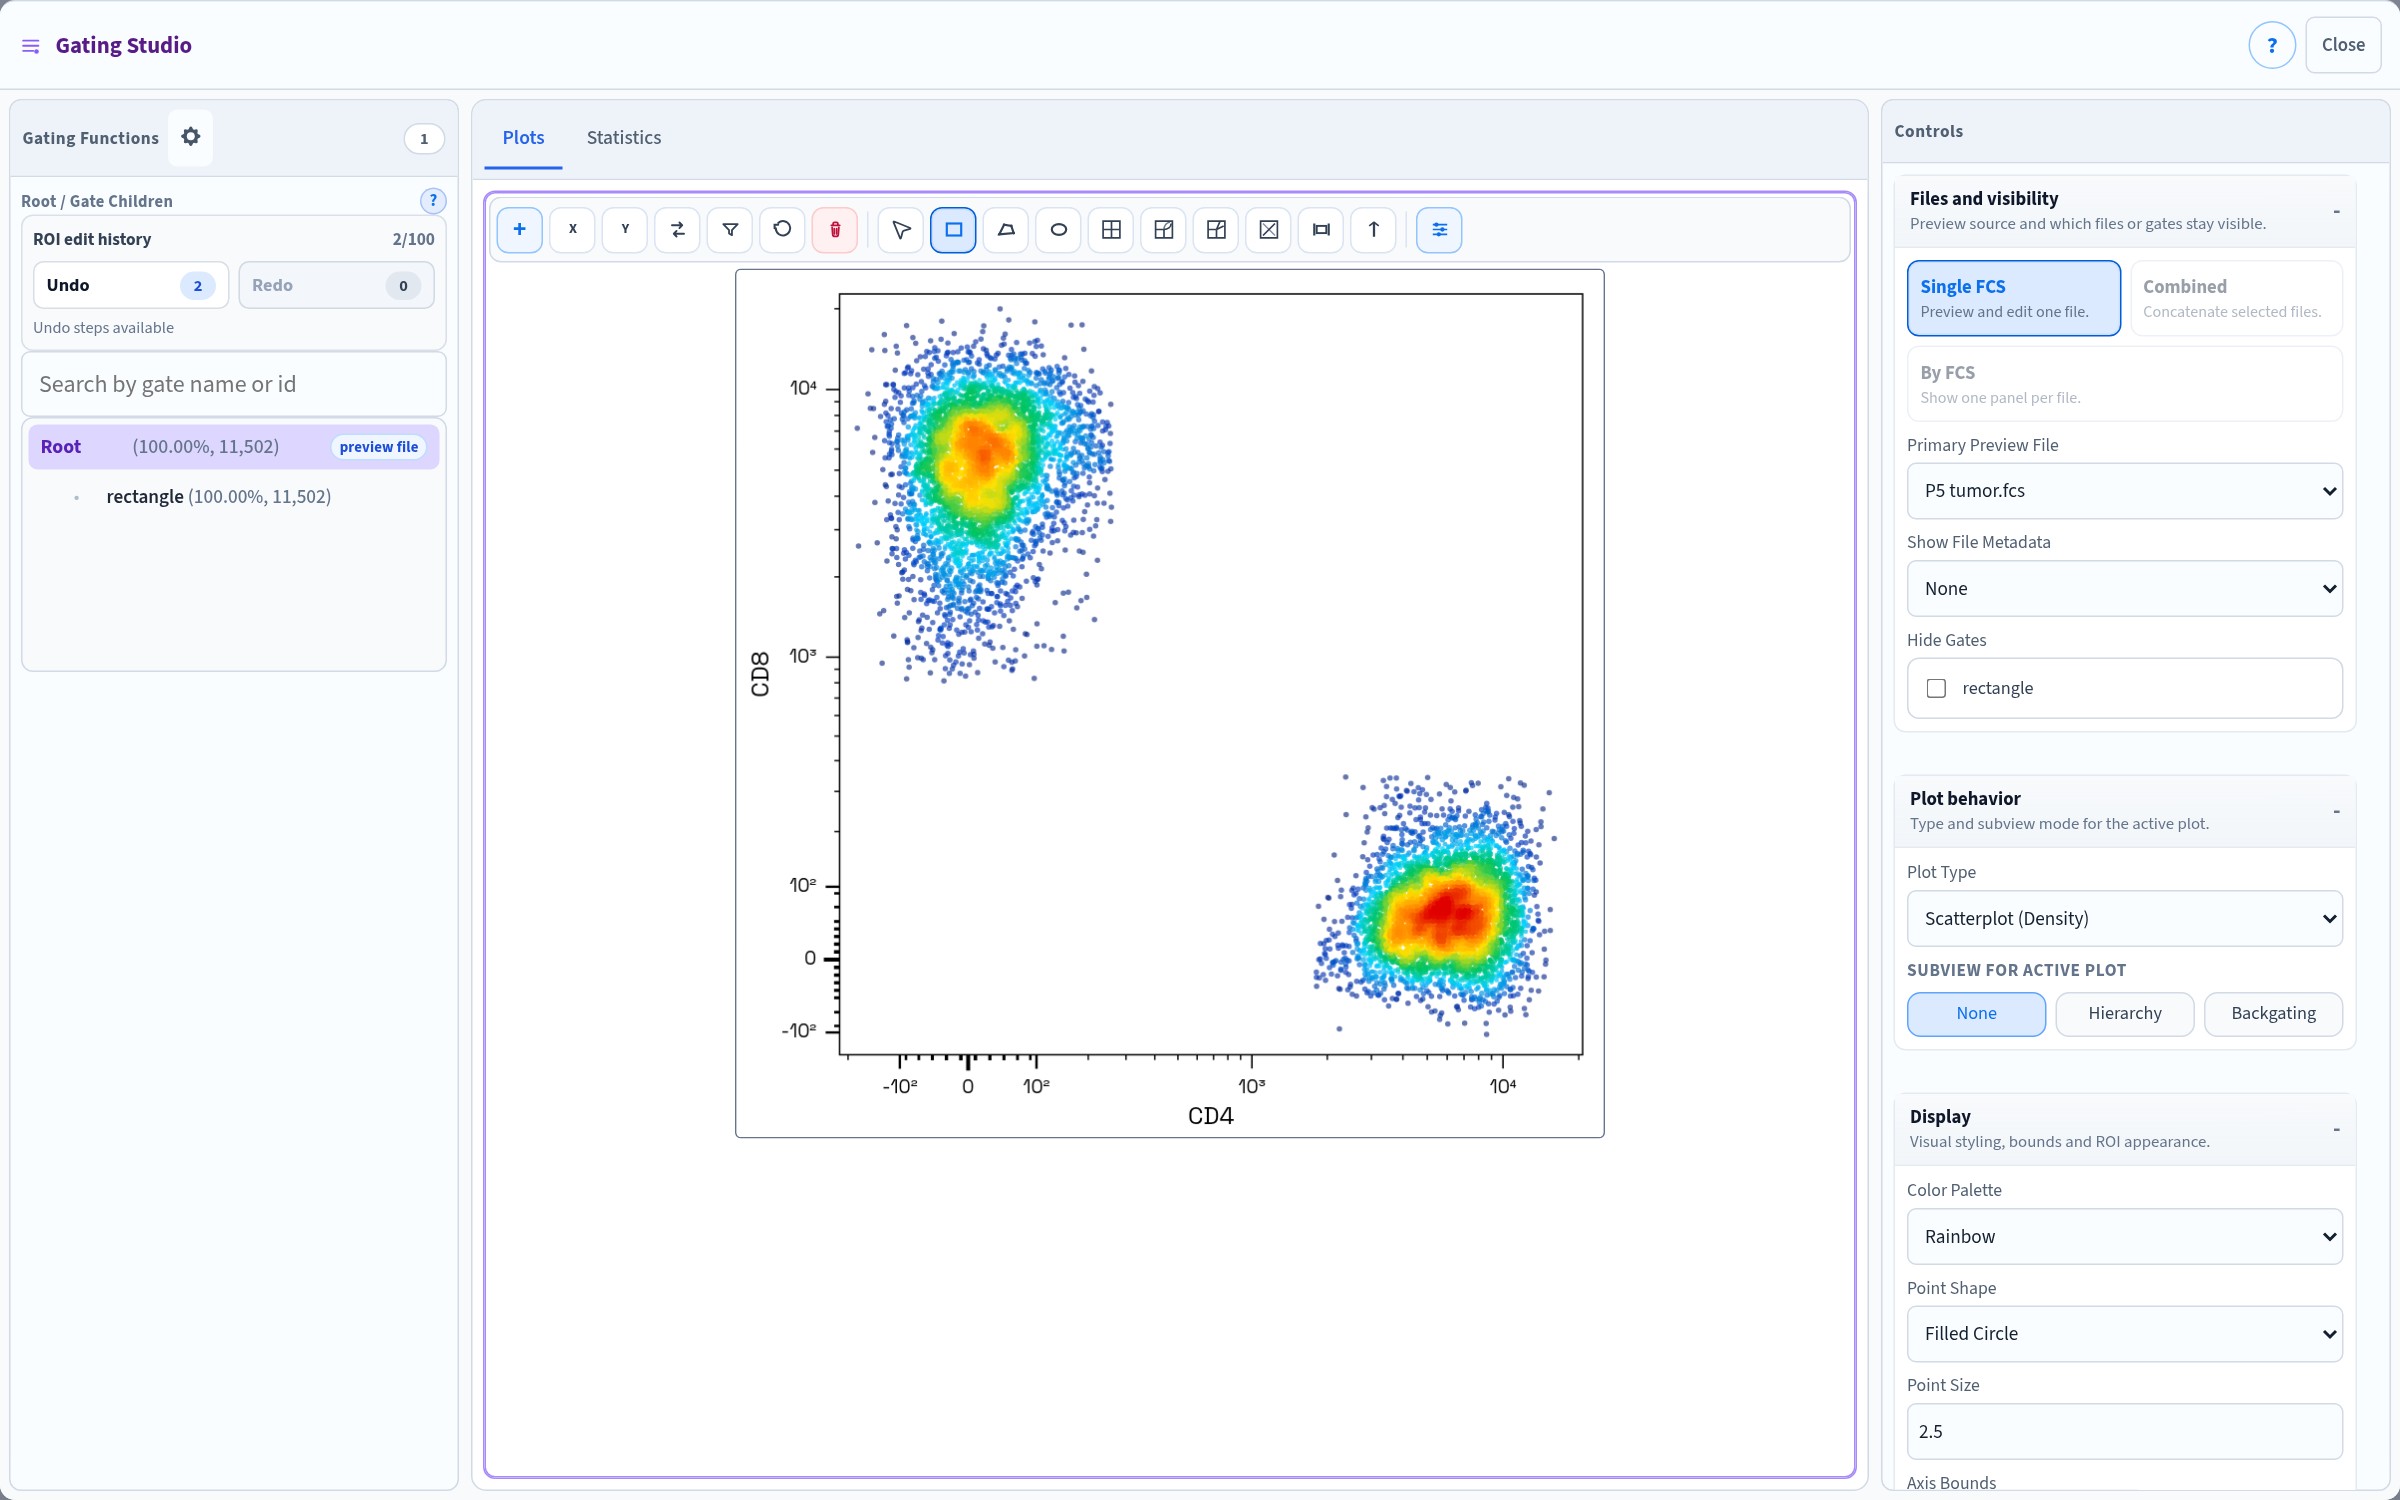 Gating Studio
?
Close
Gating Functions
1
Root / Gate Children
?
ROI edit history
2/100
Undo
2
Redo
0
Undo steps available
Search by gate name or id
Root
(100.00%, 11,502)
preview file
rectangle (100.00%, 11,502)
Plots
Statistics
+
X
Y
CD8
10⁴
10³
10²
0
-10²
-10²
0
10²
10³
10⁴
CD4
Controls
Files and visibility
Preview source and which files or gates stay visible.
-
Single FCS
Preview and edit one file.
Combined
Concatenate selected files.
By FCS
Show one panel per file.
Primary Preview File
P5 tumor.fcs
Show File Metadata
None
Hide Gates
rectangle
Plot behavior
Type and subview mode for the active plot.
-
Plot Type
Scatterplot (Density)
SUBVIEW FOR ACTIVE PLOT
None
Hierarchy
Backgating
Display
Visual styling, bounds and ROI appearance.
-
Color Palette
Rainbow
Point Shape
Filled Circle
Point Size
2.5
Axis Bounds